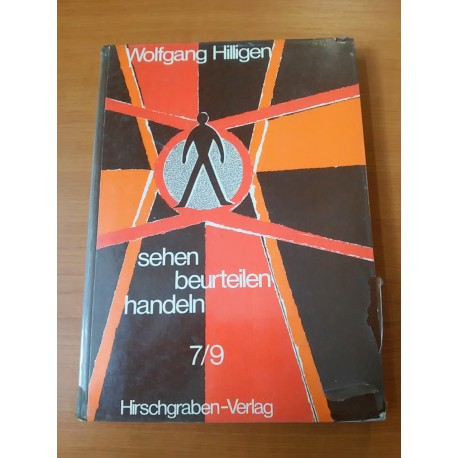 Wolfgang Hilligen
sehen
beurteilen
handeln
7/9
Hirschgraben-Verlag